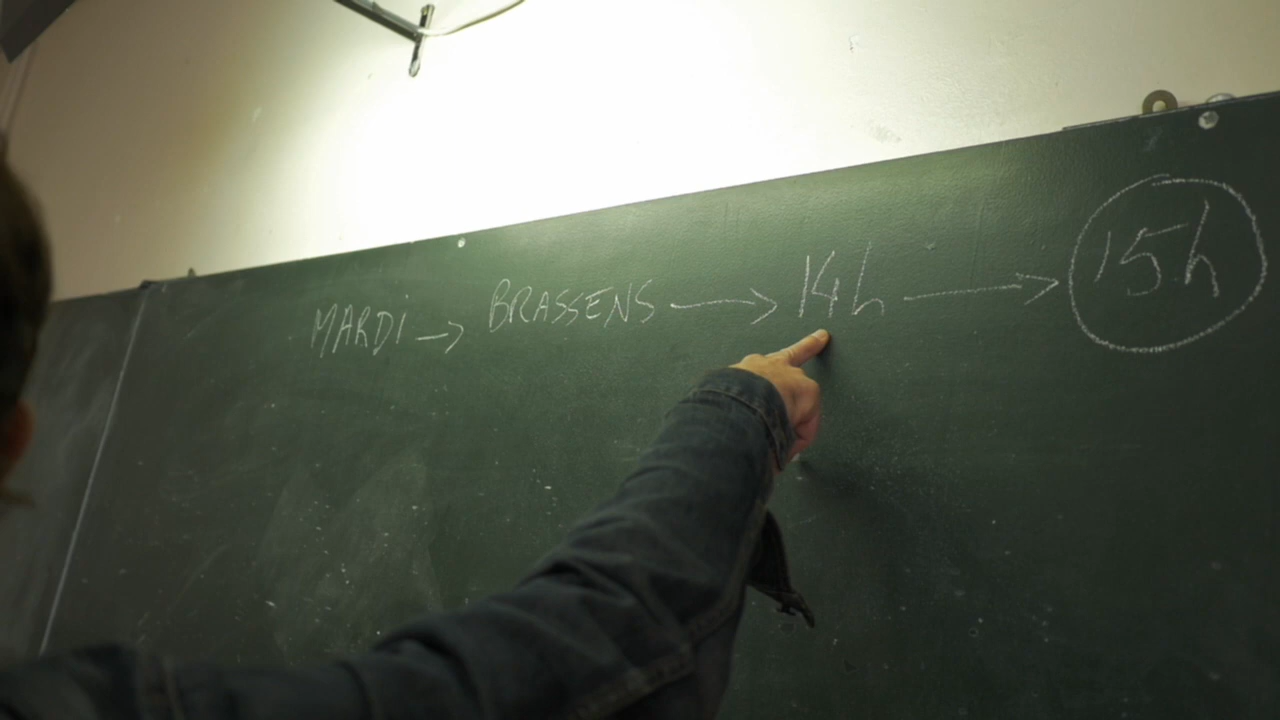 MARDI → BRASSENS → 14h → 15h